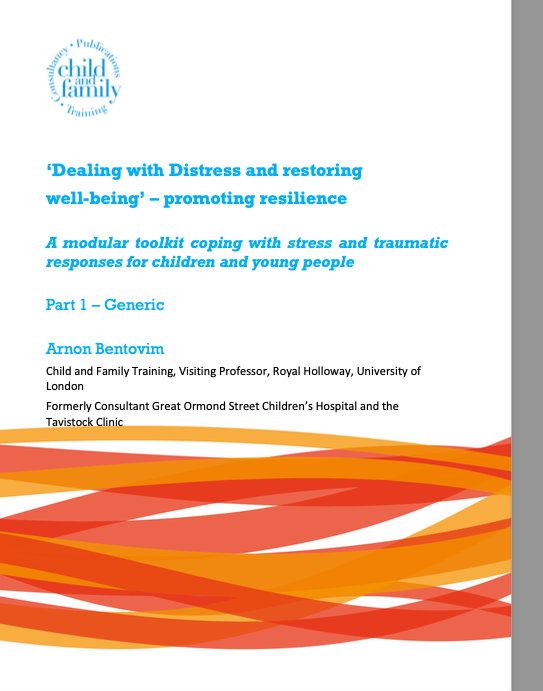 Consultancy • Publications
child
and
family
• Training •
‘Dealing with Distress and restoring
well-being’ – promoting resilience
A modular toolkit coping with stress and traumatic
responses for children and young people
Part 1 – Generic
Arnon Bentovim
Child and Family Training, Visiting Professor, Royal Holloway, University of
London
Formerly Consultant Great Ormond Street Children’s Hospital and the
Tavistock Clinic